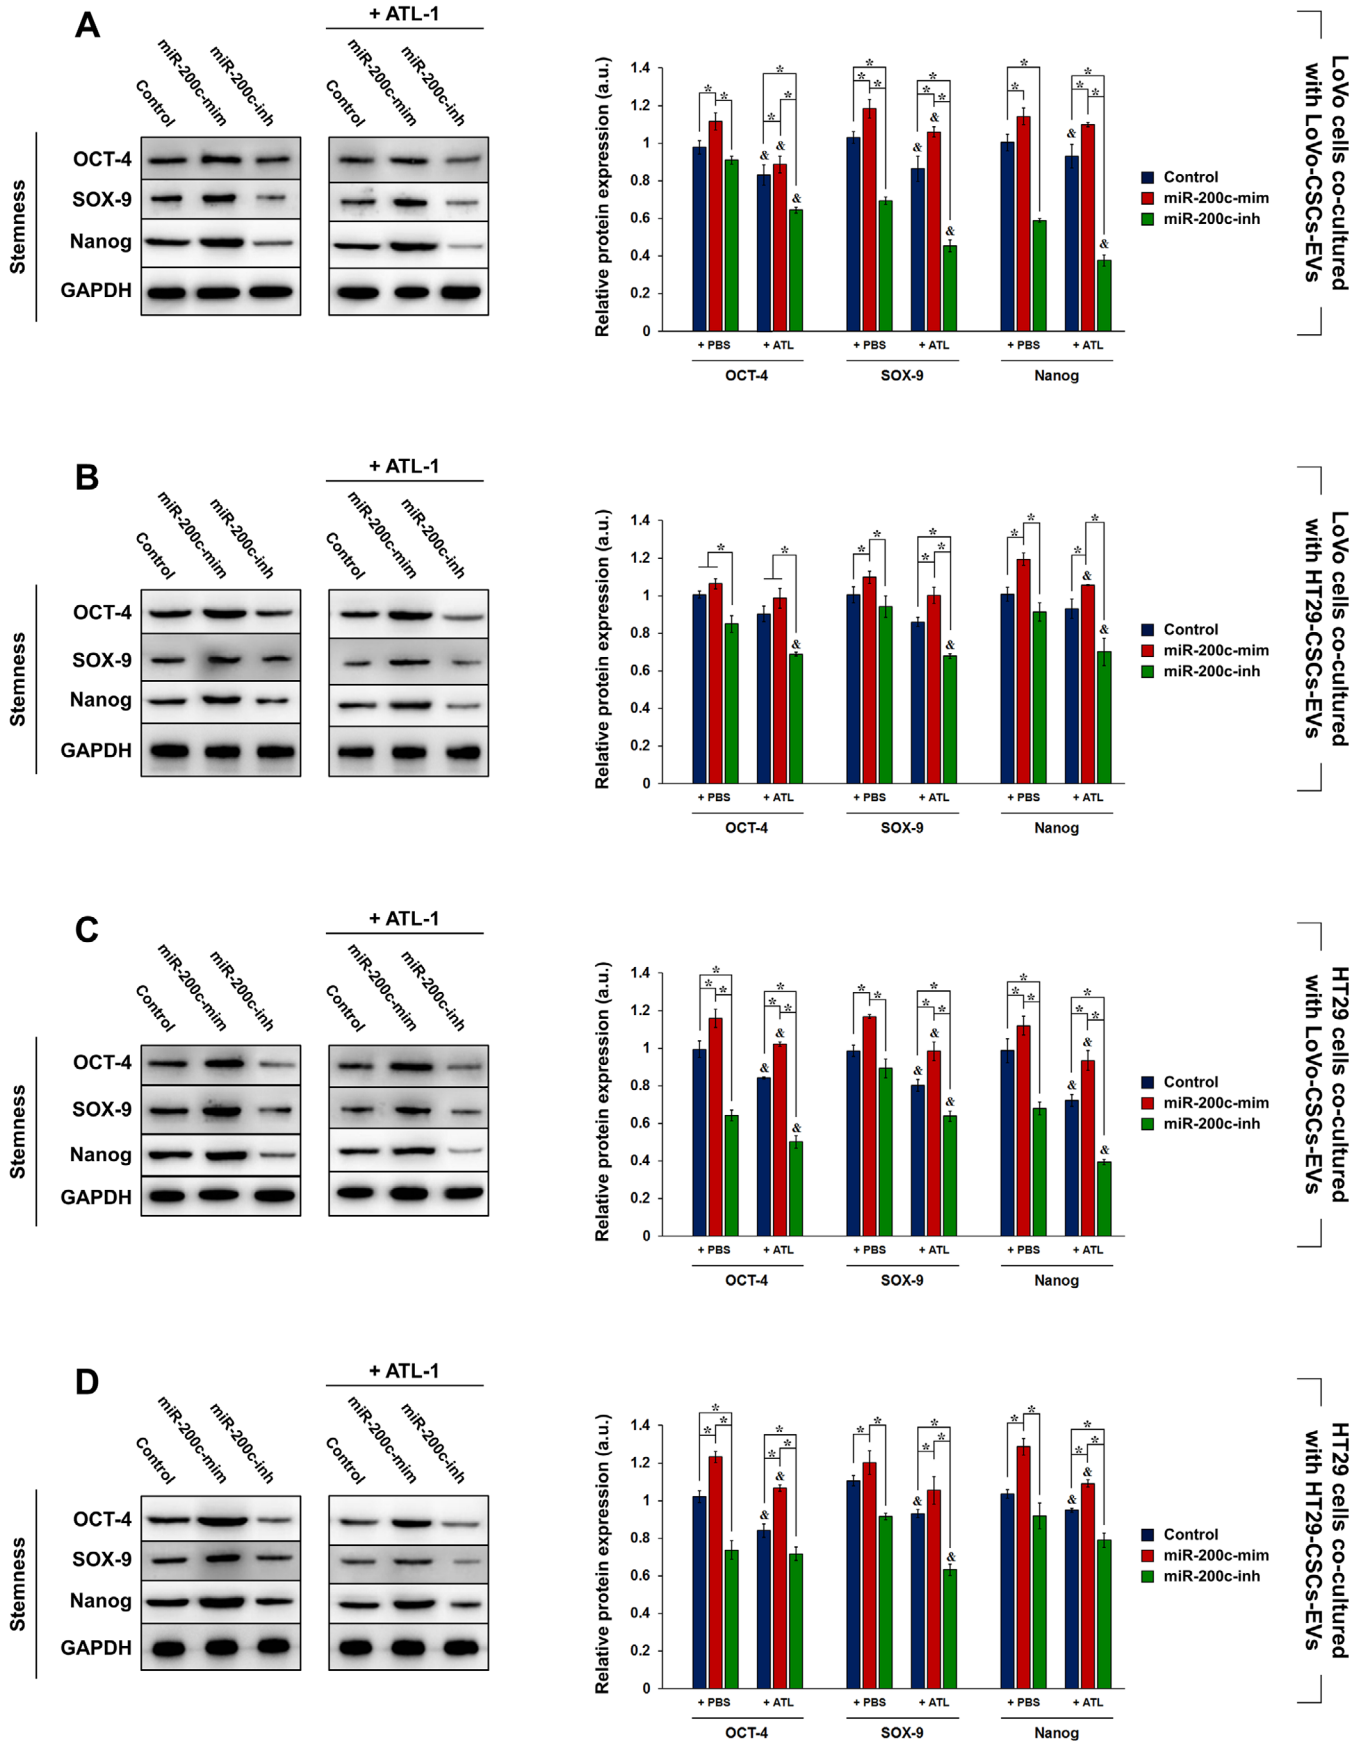 A
+ ATL-1
Control
miR-200c-mim
miR-200c-inh
Control
miR-200c-mim
miR-200c-inh
Stemness
OCT-4
SOX-9
Nanog
GAPDH
Relative protein expression (a.u.)
1.4
1.2
1
0.8
0.6
0.4
0.2
0
* * * * * * * * * * * * * *
& & & & & & & &
+ PBS + ATL + PBS + ATL + PBS + ATL
OCT-4 SOX-9 Nanog
Control
miR-200c-mim
miR-200c-inh
LoVo cells co-cultured
with LoVo-CSCs-EVs
B
+ ATL-1
Control
miR-200c-mim
miR-200c-inh
Control
miR-200c-mim
miR-200c-inh
Stemness
OCT-4
SOX-9
Nanog
GAPDH
Relative protein expression (a.u.)
1.4
1.2
1
0.8
0.6
0.4
0.2
0
* * * * * * * * * * *
& & & &
+ PBS + ATL + PBS + ATL + PBS + ATL
OCT-4 SOX-9 Nanog
Control
miR-200c-mim
miR-200c-inh
LoVo cells co-cultured
with HT29-CSCs-EVs
C
+ ATL-1
Control
miR-200c-mim
miR-200c-inh
Control
miR-200c-mim
miR-200c-inh
Stemness
OCT-4
SOX-9
Nanog
GAPDH
Relative protein expression (a.u.)
1.4
1.2
1
0.8
0.6
0.4
0.2
0
* * * * * * * * * * * * * * * * *
& & & & & & & & &
+ PBS + ATL + PBS + ATL + PBS + ATL
OCT-4 SOX-9 Nanog
Control
miR-200c-mim
miR-200c-inh
HT29 cells co-cultured
with LoVo-CSCs-EVs
D
+ ATL-1
Control
miR-200c-mim
miR-200c-inh
Control
miR-200c-mim
miR-200c-inh
Stemness
OCT-4
SOX-9
Nanog
GAPDH
Relative protein expression (a.u.)
1.4
1.2
1
0.8
0.6
0.4
0.2
0
* * * * * * * * * * * * * * * *
& & & & & &
+ PBS + ATL + PBS + ATL + PBS + ATL
OCT-4 SOX-9 Nanog
Control
miR-200c-mim
miR-200c-inh
HT29 cells co-cultured
with HT29-CSCs-EVs